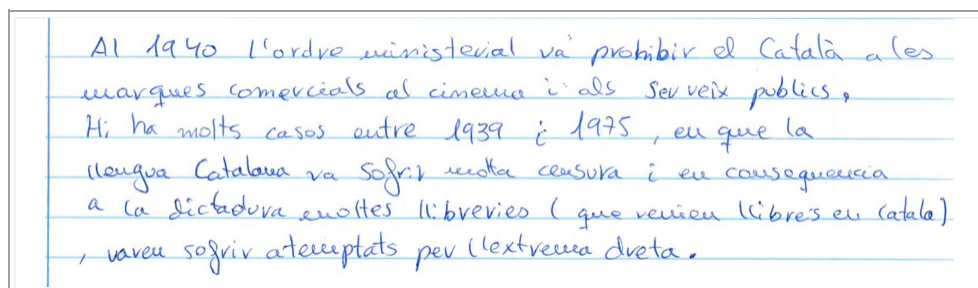 Al 1940 l'ordre ministerial va prohibir el Català a les
marques comercials al cinema i als serveix publics,
Hi ha molts casos entre 1939 i 1975, en que la
llengua Catalana va sofrir molta censura i en consequencia
a la dictadura moltes llibreries (que venien llibres en Català)
, varen sofrir atemptats per l'extrema dreta.